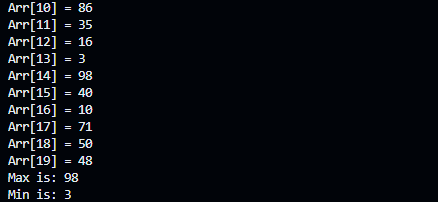 Arr[10] = 86
Arr[11] = 35
Arr[12] = 16
Arr[13] = 3
Arr[14] = 98
Arr[15] = 40
Arr[16] = 10
Arr[17] = 71
Arr[18] = 50
Arr[19] = 48
Max is: 98
Min is: 3